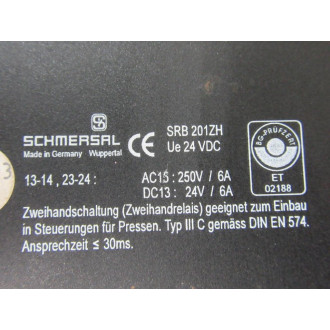 SCHMERSAL
Made in Germany Wuppertal
CE
SRB 201ZH
Ue 24 VDC
BG-PRÜFZERT
ET
02188
13-14 , 23-24 :
AC15 : 250V / 6A
DC13 : 24V / 6A
Zweihandschaltung (Zweihandrelais) geeignet zum Einbau
in Steuerungen für Pressen. Typ III C gemäss DIN EN 574.
Ansprechzeit ≤ 30ms.